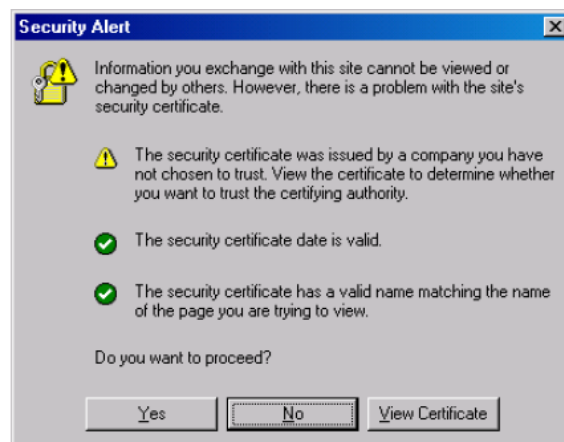 Security Alert
Information you exchange with this site cannot be viewed or
changed by others. However, there is a problem with the site's
security certificate.
The security certificate was issued by a company you have
not chosen to trust. View the certificate to determine whether
you want to trust the certifying authority.
The security certificate date is valid.
The security certificate has a valid name matching the name
of the page you are trying to view.
Do you want to proceed?
Yes No View Certificate